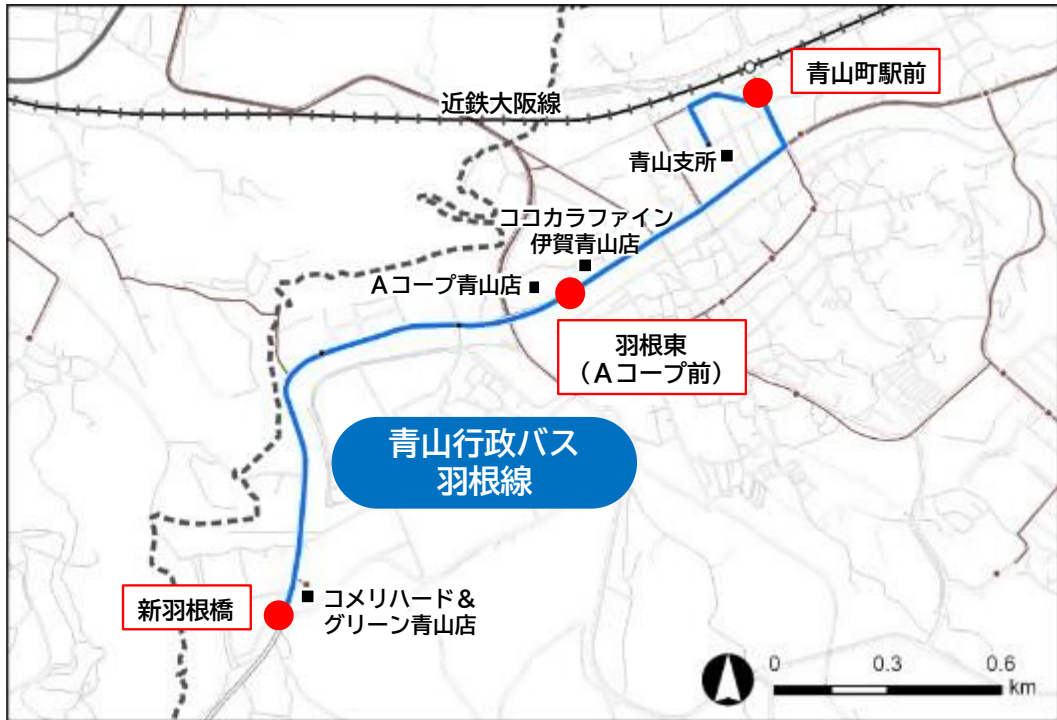 青山町駅前
近鉄大阪線
青山支所
ココカラファイン
伊賀青山店
Aコープ青山店
羽根東
（Aコープ前）
青山行政バス
羽根線
新羽根橋
コメリハード＆
グリーン青山店
0 0.3 0.6
km